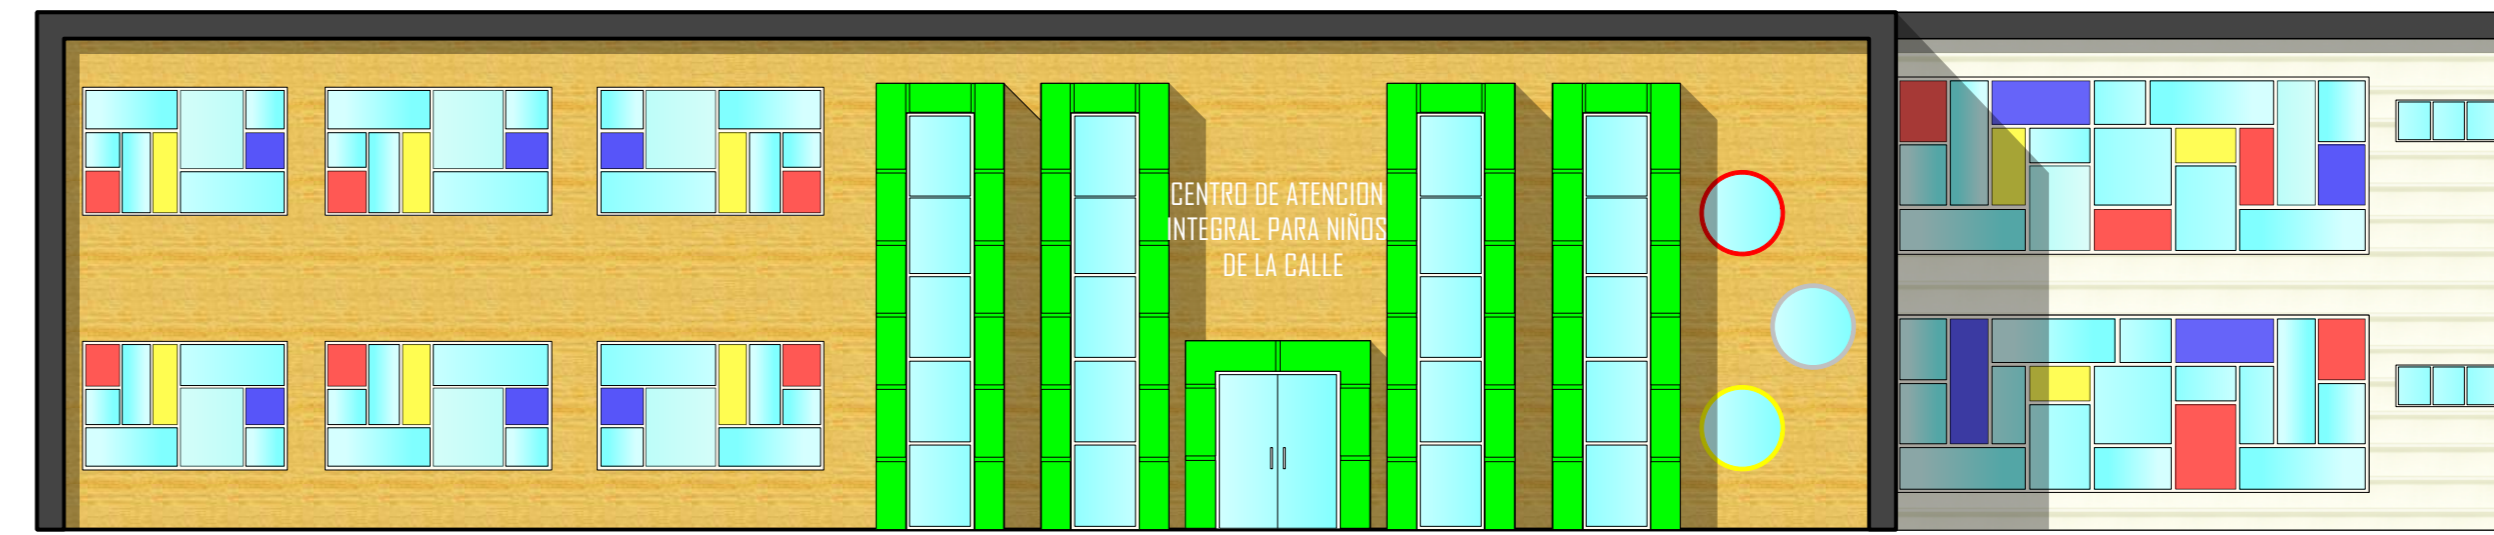 CENTRO DE ATENCION
INTEGRAL PARA NIÑOS
DE LA CALLE